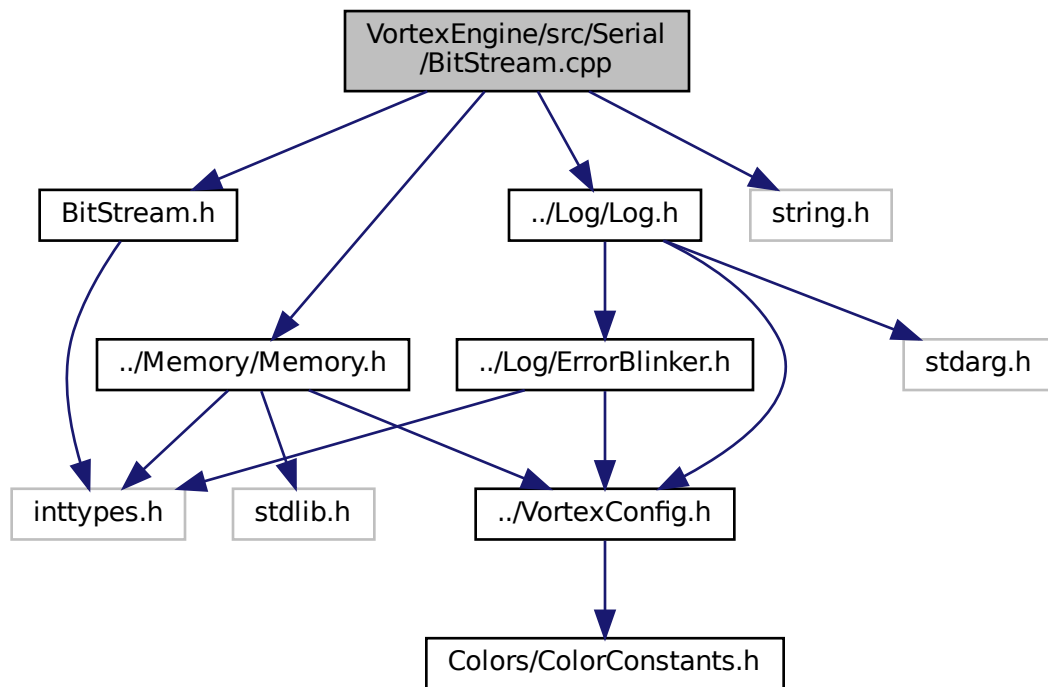 VortexEngine/src/Serial
/BitStream.cpp
BitStream.h
../Log/Log.h
string.h
../Memory/Memory.h
../Log/ErrorBlinker.h
stdarg.h
inttypes.h
stdlib.h
../VortexConfig.h
Colors/ColorConstants.h